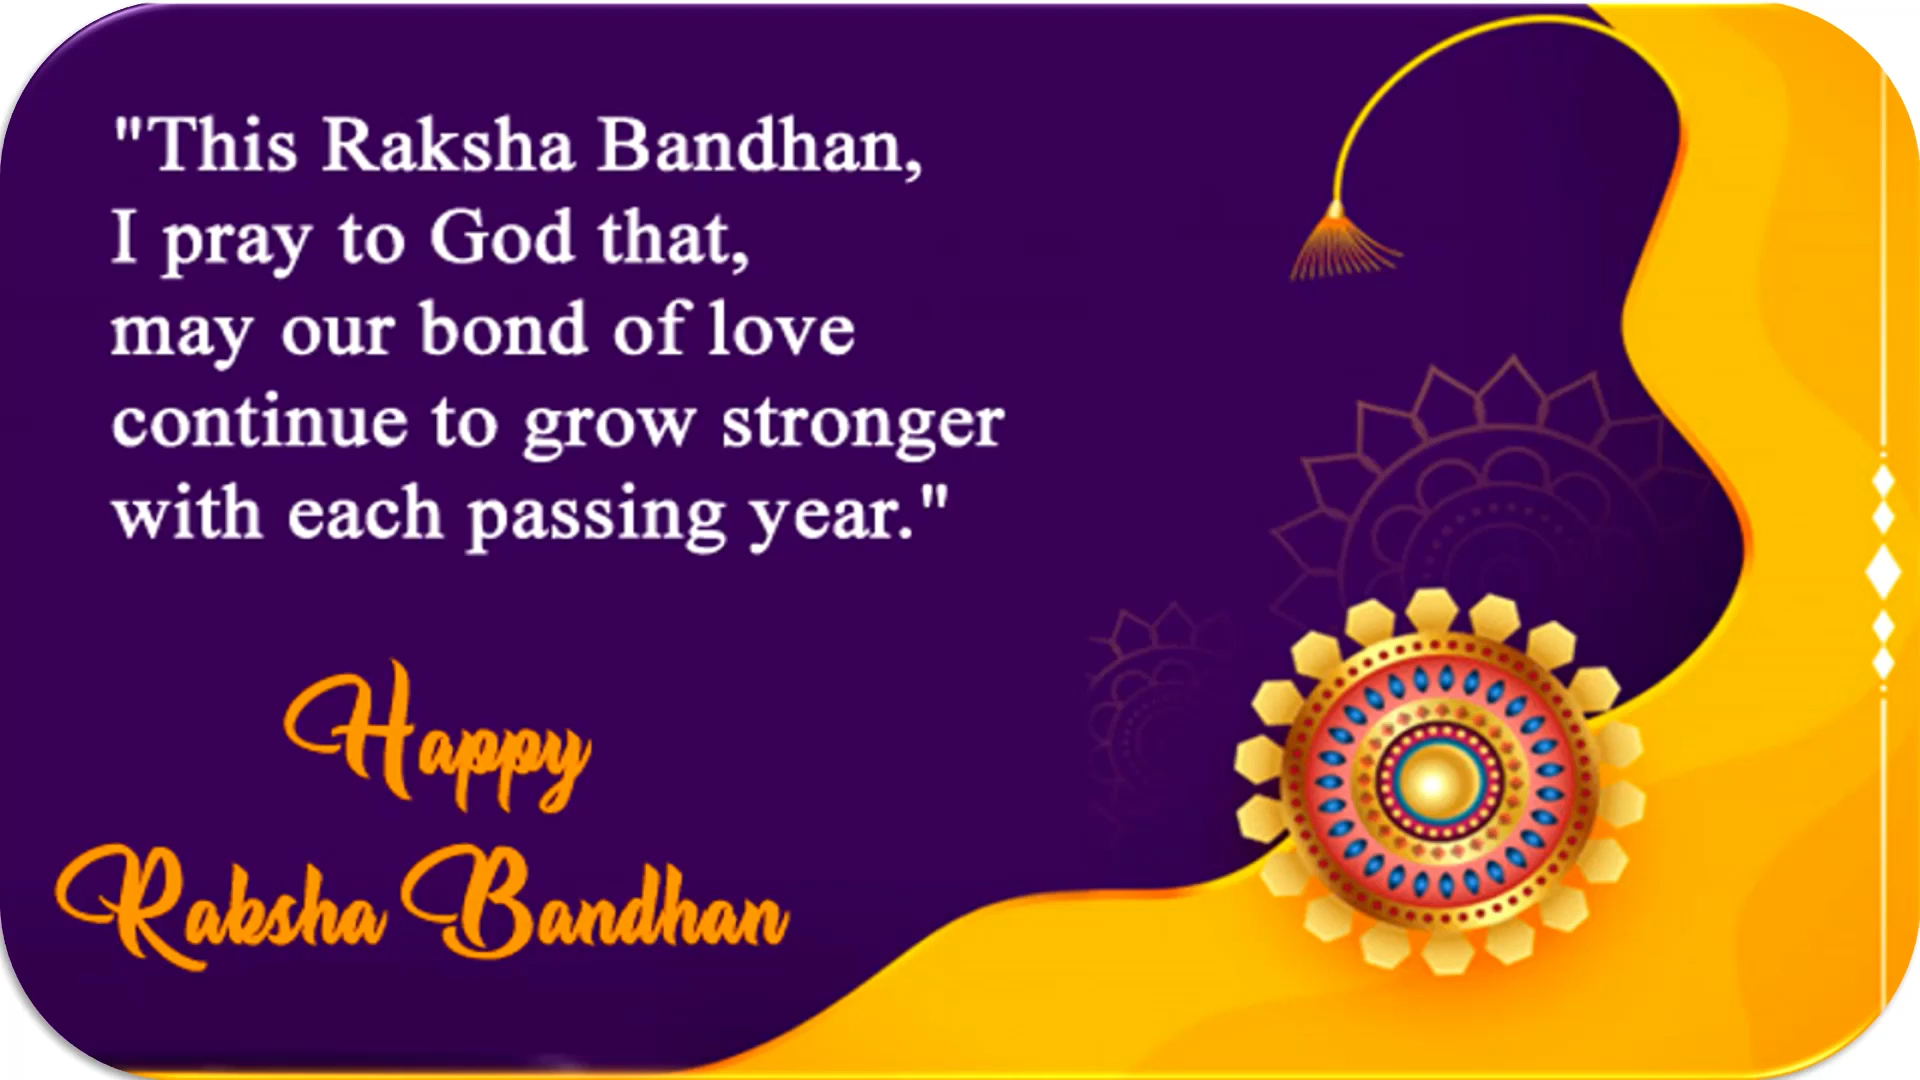 "This Raksha Bandhan,
I pray to God that,
may our bond of love
continue to grow stronger
with each passing year."
Happy
Raksha Bandhan